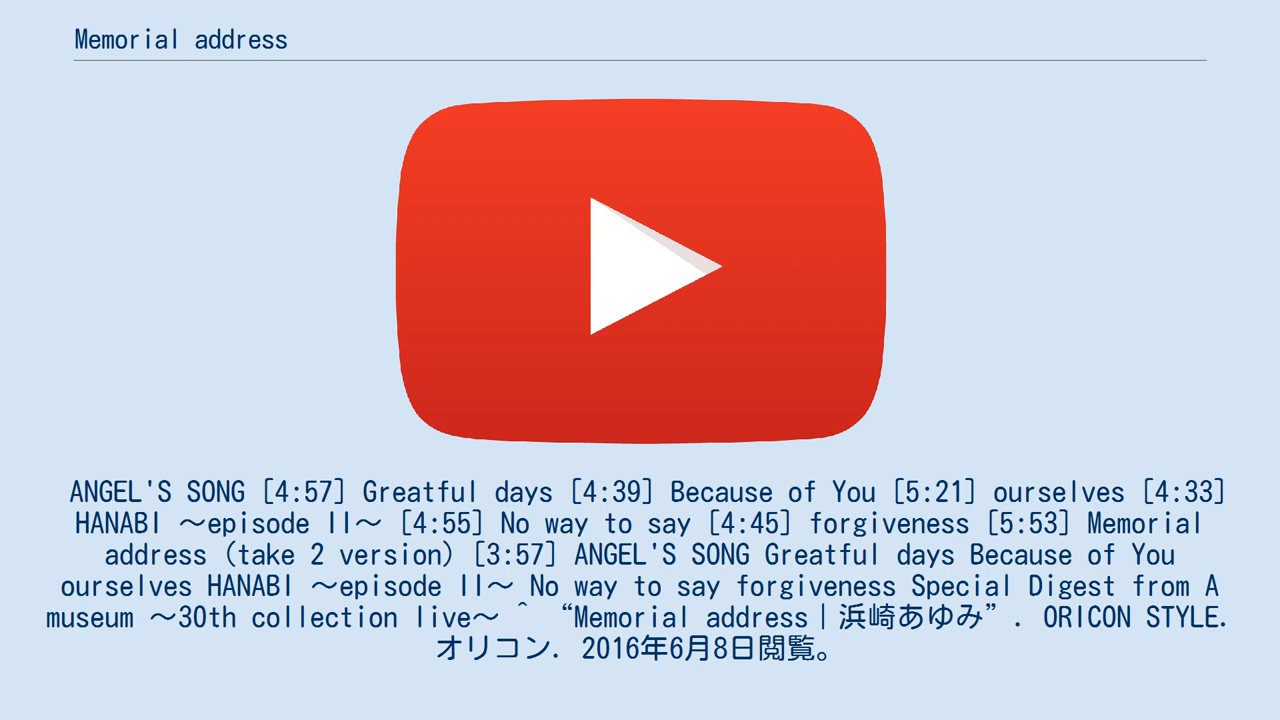 Memorial address
ANGEL'S SONG [4:57] Greatful days [4:39] Because of You [5:21] ourselves [4:33]
HANABI 〜episode II〜 [4:55] No way to say [4:45] forgiveness [5:53] Memorial
address (take 2 version) [3:57] ANGEL'S SONG Greatful days Because of You
ourselves HANABI 〜episode II〜 No way to say forgiveness Special Digest from A
museum 〜30th collection live〜 ^ “Memorial address｜浜崎あゆみ”. ORICON STYLE.
オリコン. 2016年6月8日閲覧。